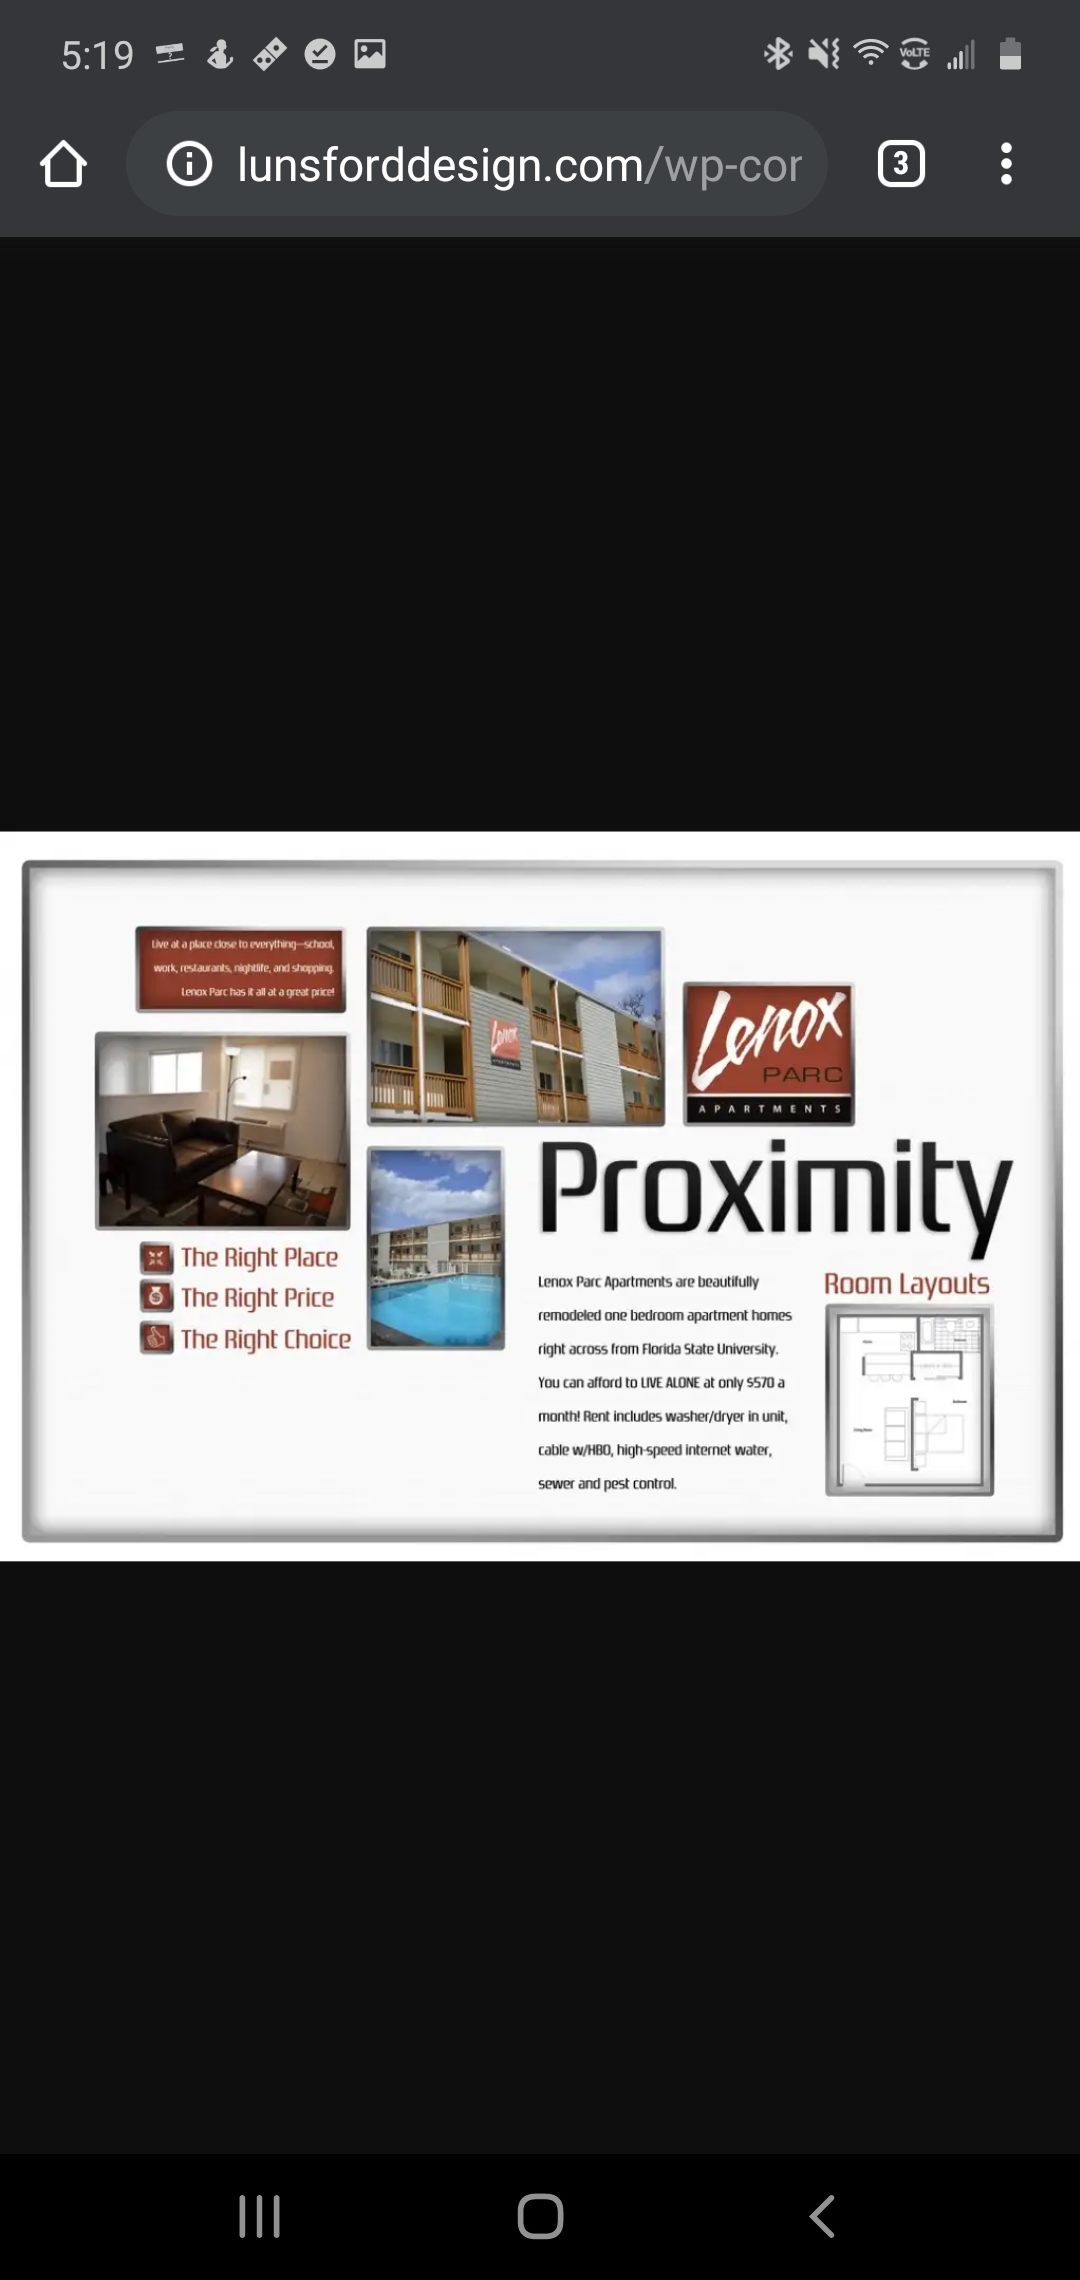 5:19
VoLTE
lunsforddesign.com/wp-cor
3
Live at a place close to everything—school,
work, restaurants, nightlife, and shopping.
Lenox Parc has it all at a great price!
Lenox
Lenox
PARC
APARTMENTS
Proximity
The Right Place
The Right Price
The Right Choice
Lenox Parc Apartments are beautifully
remodeled one bedroom apartment homes
right across from Florida State University.
You can afford to LIVE ALONE at only $570 a
month! Rent includes washer/dryer in unit,
cable w/HBO, high-speed internet water,
sewer and pest control.
Room Layouts